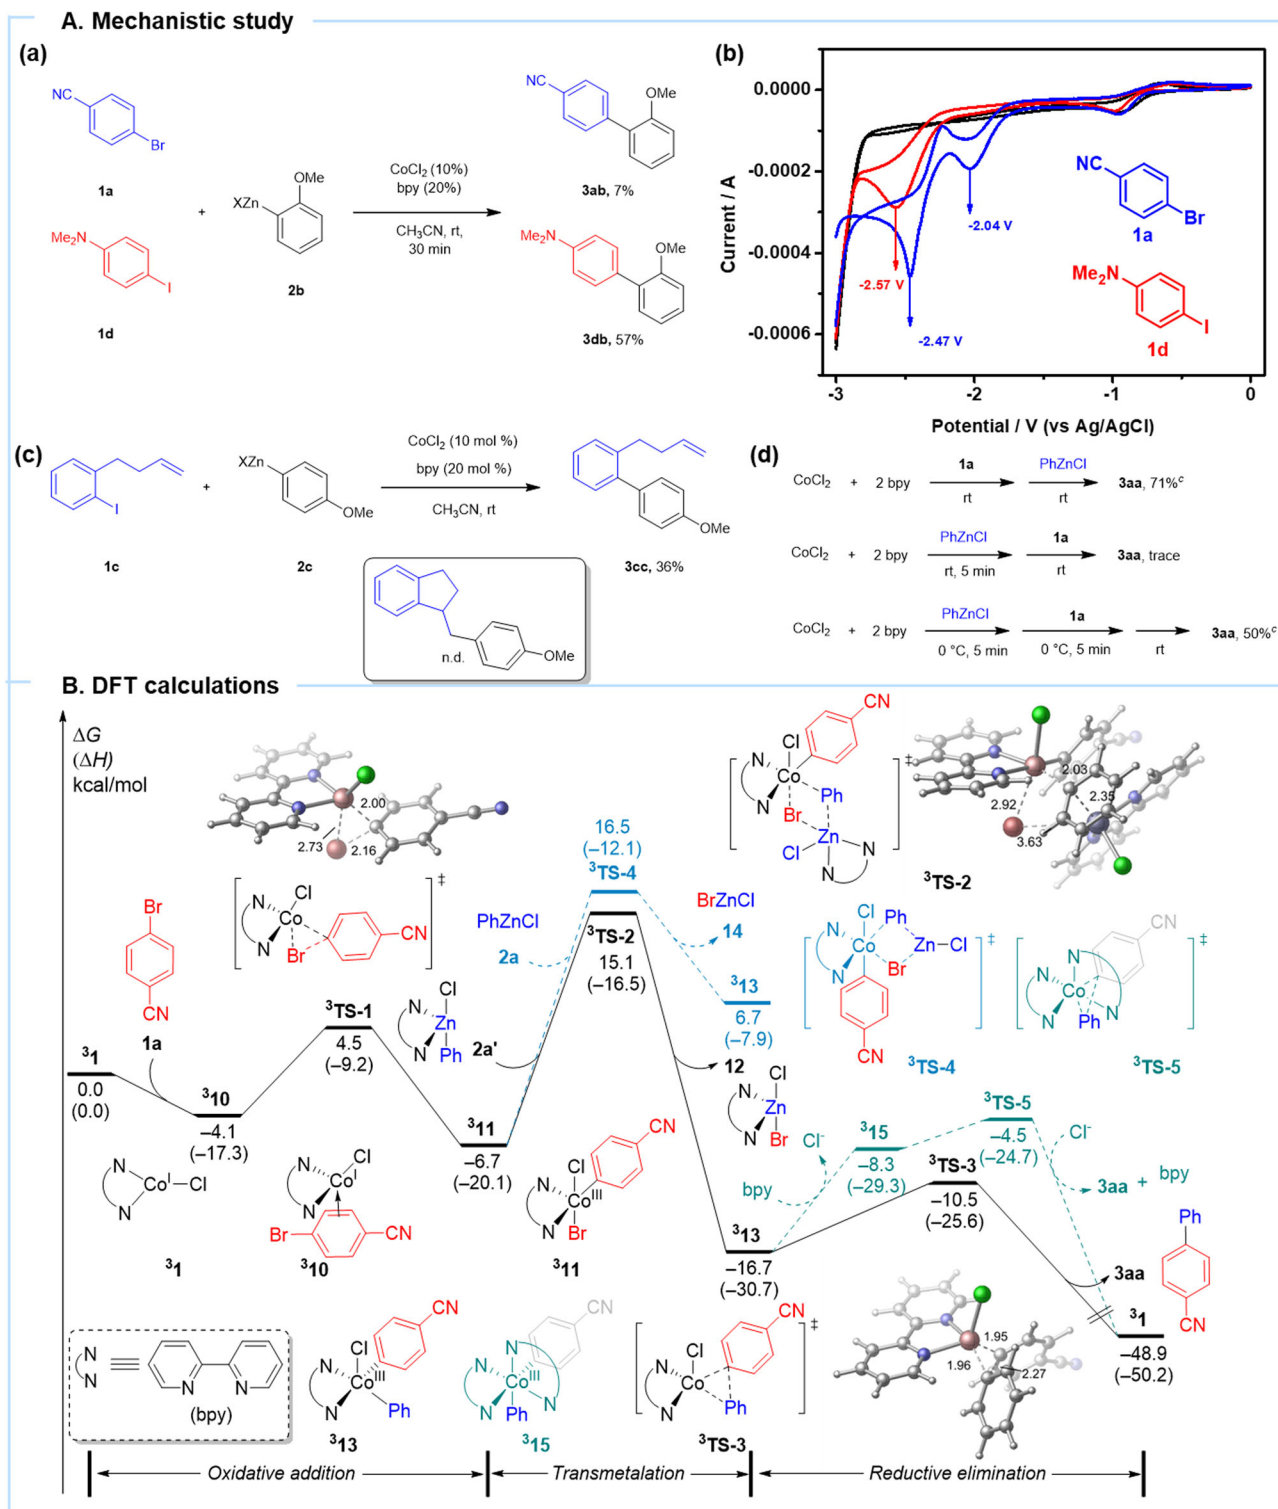 A. Mechanistic study
(a)
NC
Br
1a
Me₂N
I
1d
+
XZn
OMe
2b
CoCl₂ (10%)
bpy (20%)
CH₃CN, rt,
30 min
NC
OMe
3ab, 7%
Me₂N
OMe
3db, 57%
(b)
Current / A
0.0000
-0.0002
-0.0004
-0.0006
-3
-2
-1
0
Potential / V (vs Ag/AgCl)
-2.57 V
-2.47 V
-2.04 V
NC
Br
1a
Me₂N
I
1d
(c)
I
1c
+
XZn
OMe
2c
CoCl₂ (10 mol %)
bpy (20 mol %)
CH₃CN, rt
OMe
3cc, 36%
OMe
n.d.
(d)
CoCl₂ + 2 bpy 1a rt PhZnCl rt 3aa, 71%ᶜ
CoCl₂ + 2 bpy PhZnCl rt, 5 min 1a rt 3aa, trace
CoCl₂ + 2 bpy PhZnCl 0 °C, 5 min 1a 0 °C, 5 min rt 3aa, 50%ᶜ
B. DFT calculations
ΔG
(ΔH)
kcal/mol
2.00
2.73
2.16
N
N
Cl
Co
Br
CN
‡
Br
CN
1a
³1
0.0
(0.0)
³10
–4.1
(–17.3)
³TS-1
4.5
(–9.2)
³11
–6.7
(–20.1)
N
N
Cl
Zn
Ph
2a'
PhZnCl
2a
16.5
(–12.1)
³TS-4
³TS-2
15.1
(–16.5)
BrZnCl
14
³13
6.7
(–7.9)
12
N
N
Cl
Zn
Br
CN
Cl
Co
N
N
Ph
Br
Zn
Cl
N
N
‡
³TS-2
2.03
2.92
2.35
3.63
Cl
Ph
N
N
Co
Br
Zn
Cl
CN
‡
³TS-4
CN
N
N
N
Co
N
Ph
‡
³TS-5
Cl⁻
bpy
³15
–8.3
(–29.3)
³TS-5
–4.5
(–24.7)
Cl⁻
3aa + bpy
³TS-3
–10.5
(–25.6)
³13
–16.7
(–30.7)
3aa
Ph
CN
³1
–48.9
(–50.2)
N
N
Coᴵ
Cl
³1
N
N
Cl
Coᴵ
Br
CN
³10
CN
Cl
Coᴵᴵᴵ
N
N
Br
³11
N
N
N
N
(bpy)
CN
Cl
N
N
Coᴵᴵᴵ
Ph
³13
CN
N
N
Coᴵᴵᴵ
N
N
Ph
³15
CN
Cl
N
N
Co
Ph
‡
³TS-3
1.95
1.96
2.27
Oxidative addition
Transmetalation
Reductive elimination